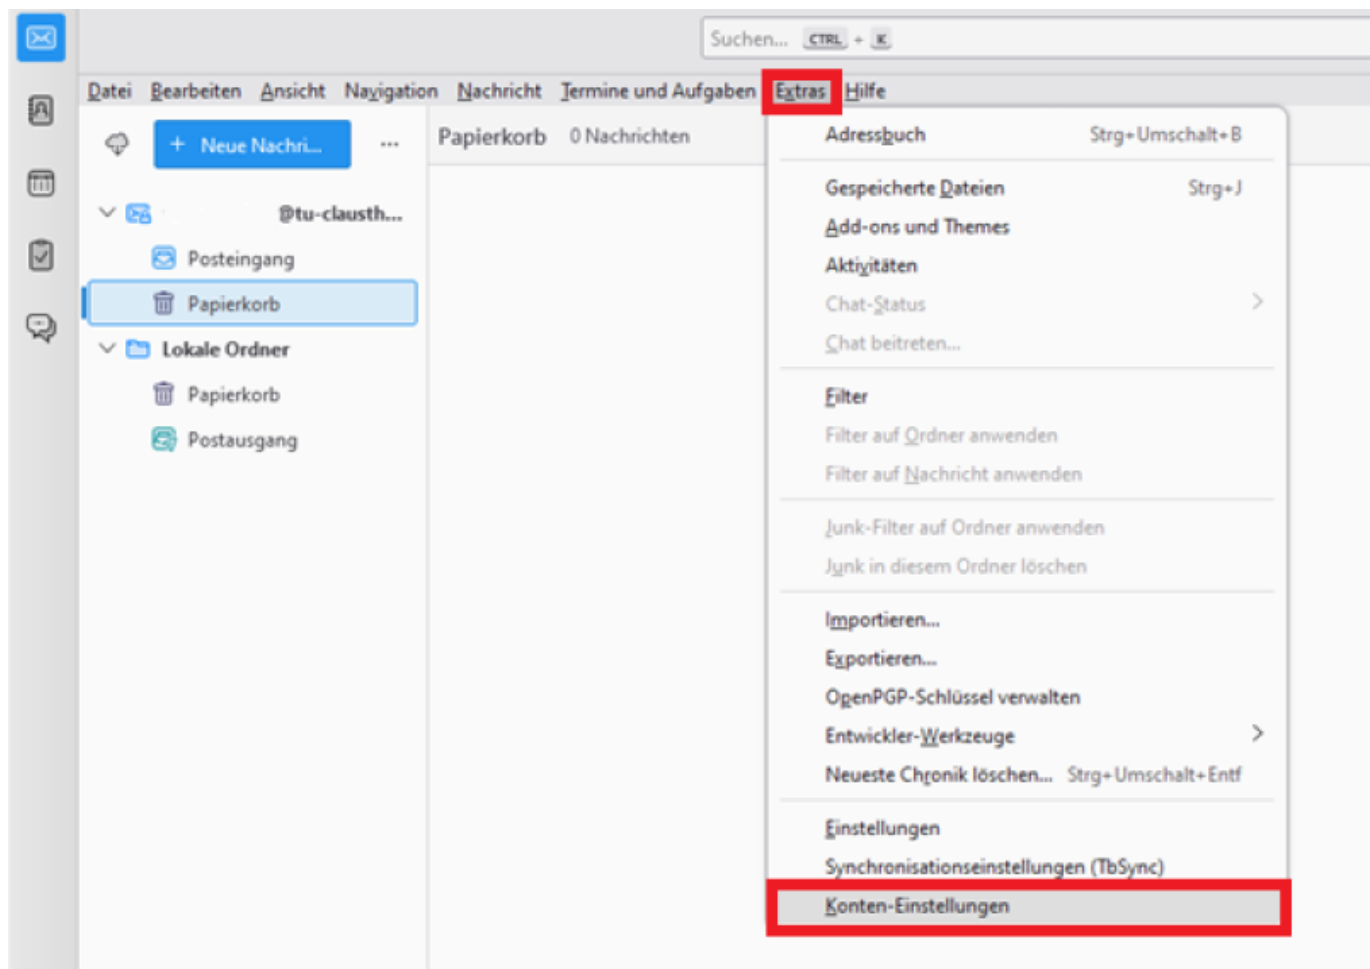 Suchen... CTRL + K
Datei Bearbeiten Ansicht Navigation Nachricht Termine und Aufgaben Extras Hilfe
+ Neue Nachri... ...
Papierkorb 0 Nachrichten
@tu-clausth...
Posteingang
Papierkorb
Lokale Ordner
Papierkorb
Postausgang
Adressbuch Strg+Umschalt+B
Gespeicherte Dateien Strg+J
Add-ons und Themes
Aktivitäten
Chat-Status
Chat beitreten...
Filter
Filter auf Ordner anwenden
Filter auf Nachricht anwenden
Junk-Filter auf Ordner anwenden
Junk in diesem Ordner löschen
Importieren...
Exportieren...
OpenPGP-Schlüssel verwalten
Entwickler-Werkzeuge
Neueste Chronik löschen... Strg+Umschalt+Entf
Einstellungen
Synchronisationseinstellungen (TbSync)
Konten-Einstellungen